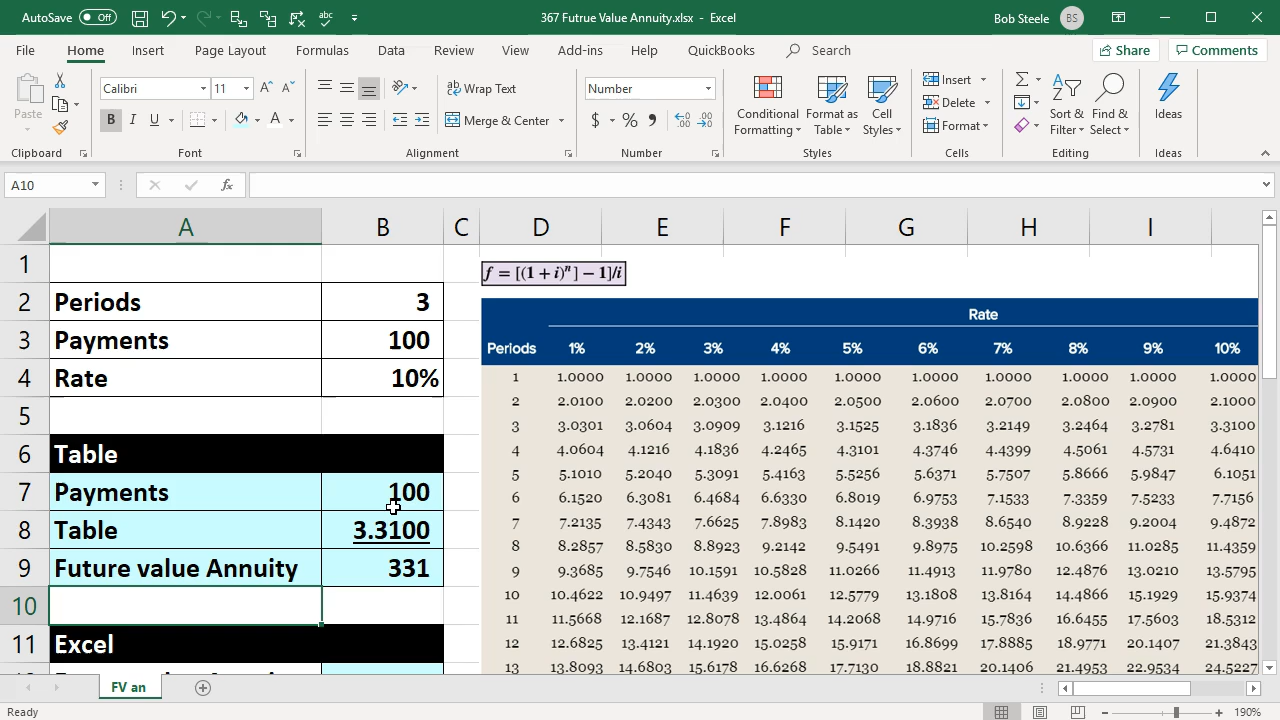 AutoSave Off 367 Futrue Value Annuity.xlsx - Excel Bob Steele BS
File Home Insert Page Layout Formulas Data Review View Add-ins Help QuickBooks Search Share Comments
Paste Calibri 11 A^ A˅ Wrap Text Number Conditional Formatting Format as Table Cell Styles Insert Sort & Filter Find & Select Ideas
B I U A Merge & Center $ % , Delete
Format
Clipboard Font Alignment Number Styles Cells Editing Ideas
A10 fx
A B C D E F G H I
1 f = [(1 + i)ⁿ] − 1]/i
2 Periods 3
3 Payments 100
4 Rate 10%
5
6 Table
7 Payments 100
8 Table 3.3100
9 Future value Annuity 331
10
11 Excel
Rate
Periods 1% 2% 3% 4% 5% 6% 7% 8% 9% 10%
1 1.0000 1.0000 1.0000 1.0000 1.0000 1.0000 1.0000 1.0000 1.0000 1.0000
2 2.0100 2.0200 2.0300 2.0400 2.0500 2.0600 2.0700 2.0800 2.0900 2.1000
3 3.0301 3.0604 3.0909 3.1216 3.1525 3.1836 3.2149 3.2464 3.2781 3.3100
4 4.0604 4.1216 4.1836 4.2465 4.3101 4.3746 4.4399 4.5061 4.5731 4.6410
5 5.1010 5.2040 5.3091 5.4163 5.5256 5.6371 5.7507 5.8666 5.9847 6.1051
6 6.1520 6.3081 6.4684 6.6330 6.8019 6.9753 7.1533 7.3359 7.5233 7.7156
7 7.2135 7.4343 7.6625 7.8983 8.1420 8.3938 8.6540 8.9228 9.2004 9.4872
8 8.2857 8.5830 8.8923 9.2142 9.5491 9.8975 10.2598 10.6366 11.0285 11.4359
9 9.3685 9.7546 10.1591 10.5828 11.0266 11.4913 11.9780 12.4876 13.0210 13.5795
10 10.4622 10.9497 11.4639 12.0061 12.5779 13.1808 13.8164 14.4866 15.1929 15.9374
11 11.5668 12.1687 12.8078 13.4864 14.2068 14.9716 15.7836 16.6455 17.5603 18.5312
12 12.6825 13.4121 14.1920 15.0258 15.9171 16.8699 17.8885 18.9771 20.1407 21.3843
13 13.8093 14.6803 15.6178 16.6268 17.7130 18.8821 20.1406 21.4953 22.9534 24.5227
FV an
Ready 190%